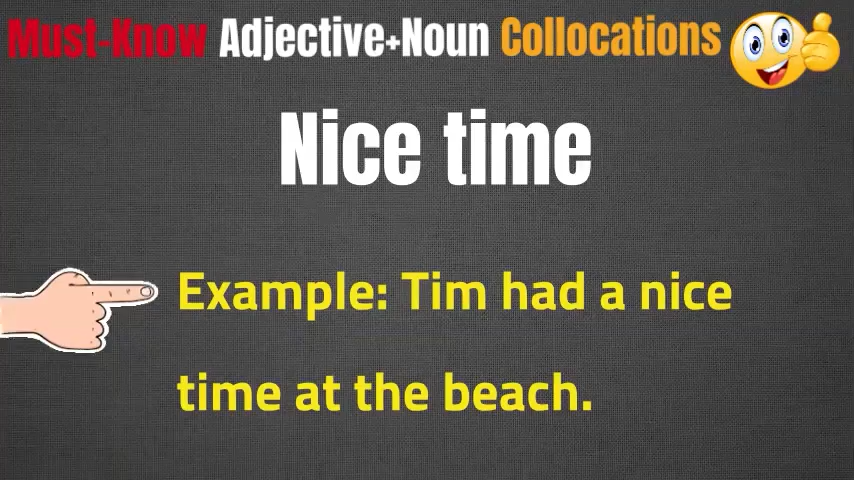 Must-Know Adjective+Noun Collocations
Nice time
Example: Tim had a nice
time at the beach.